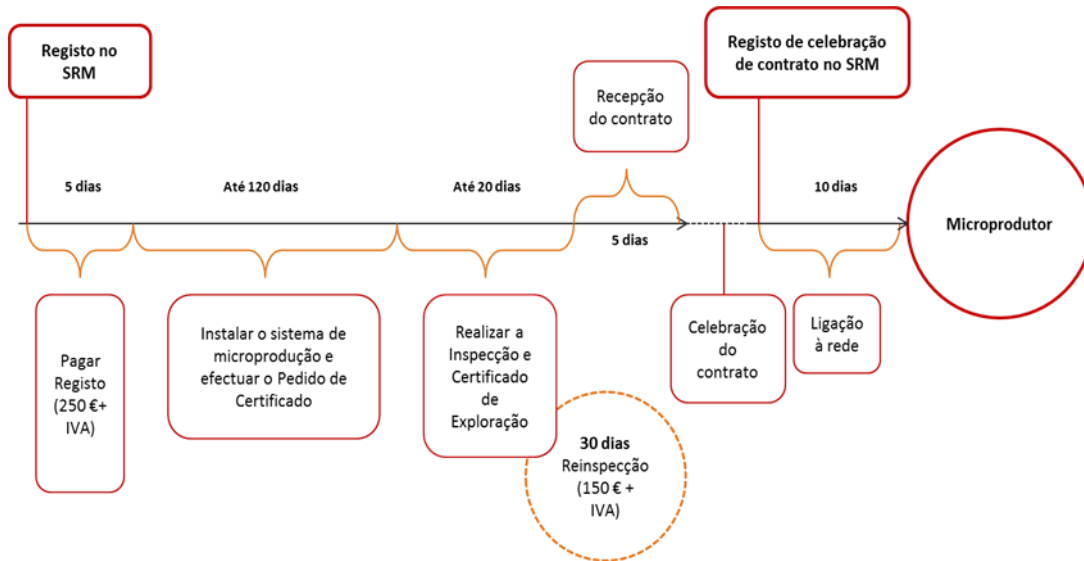 Registo no
SRM
Registo de celebração
de contrato no SRM
Recepção
do contrato
5 dias
Até 120 dias
Até 20 dias
10 dias
5 dias
Microprodutor
Pagar
Registo
(250 €+
IVA)
Instalar o sistema de
microprodução e
efectuar o Pedido de
Certificado
Realizar a
Inspecção e
Certificado
de
Exploração
30 dias
Reinspecção
(150 € +
IVA)
Celebração
do
contrato
Ligação
à rede